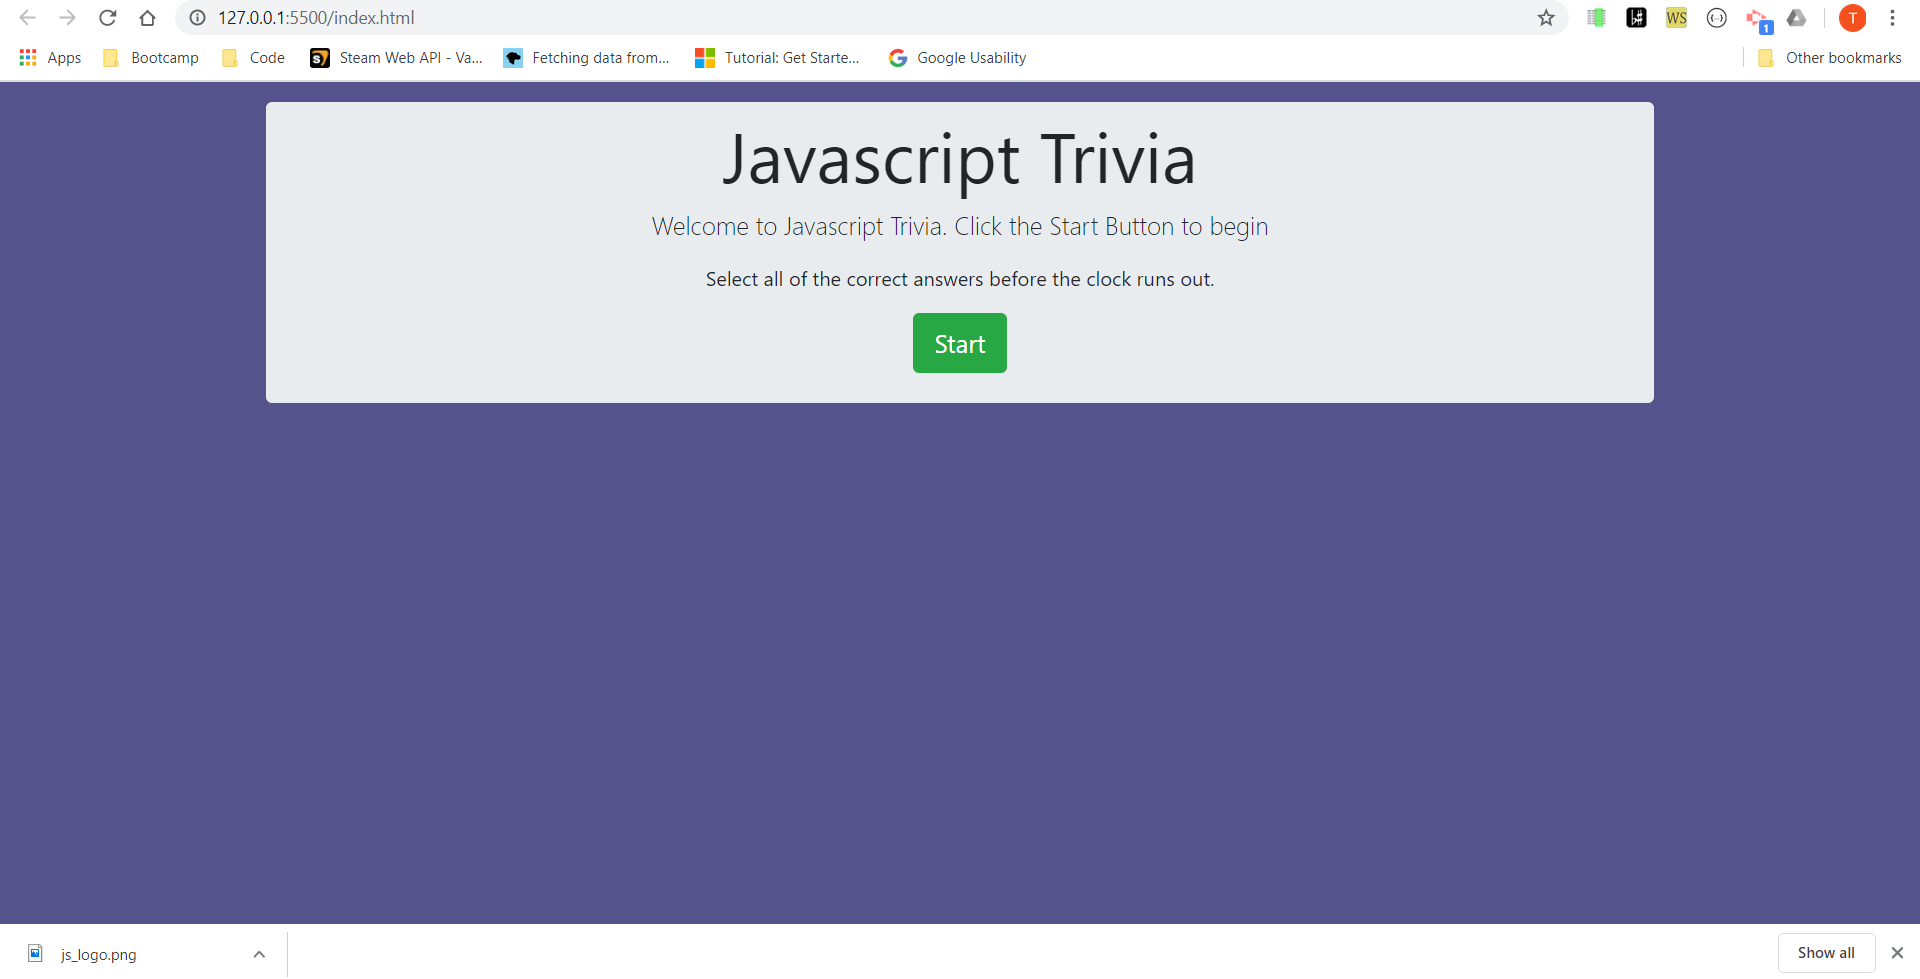 127.0.0.1:5500/index.html
WS
1
T
Apps
Bootcamp
Code
Steam Web API - Va...
Fetching data from...
Tutorial: Get Starte...
Google Usability
Other bookmarks
Javascript Trivia
Welcome to Javascript Trivia. Click the Start Button to begin
Select all of the correct answers before the clock runs out.
Start
js_logo.png
Show all